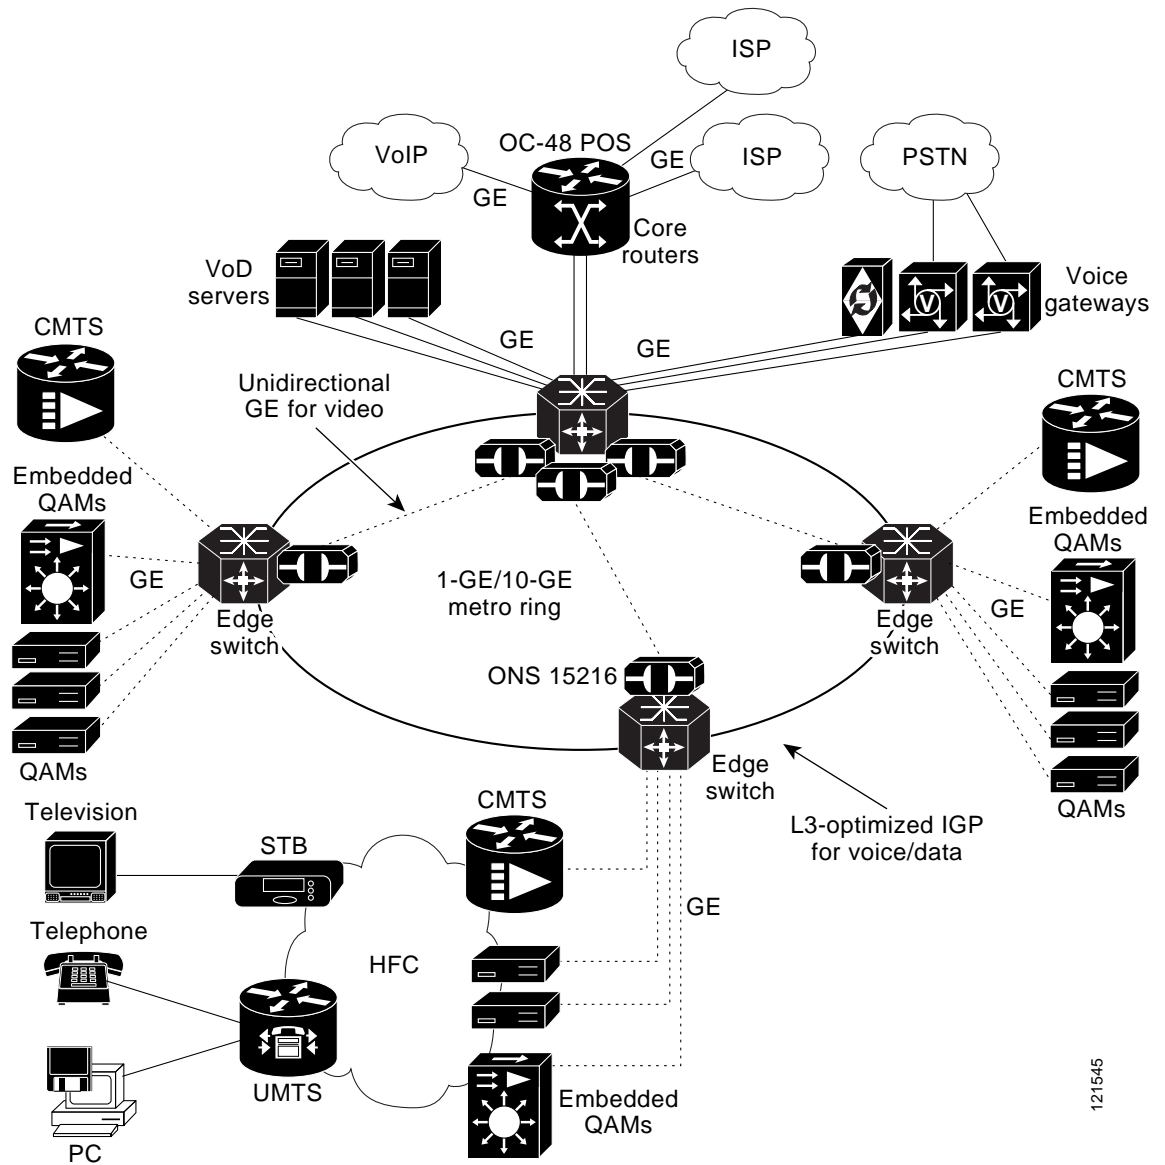 ISP
OC-48 POS
VoIP
GE
ISP
PSTN
GE
Core
routers
VoD
servers
Voice
gateways
CMTS
GE
GE
Unidirectional
GE for video
CMTS
Embedded
QAMs
Embedded
QAMs
GE
1-GE/10-GE
metro ring
GE
Edge
switch
Edge
switch
ONS 15216
QAMs
Edge
switch
QAMs
Television
CMTS
STB
L3-optimized IGP
for voice/data
GE
Telephone
HFC
UMTS
Embedded
QAMs
PC
121545
V
V